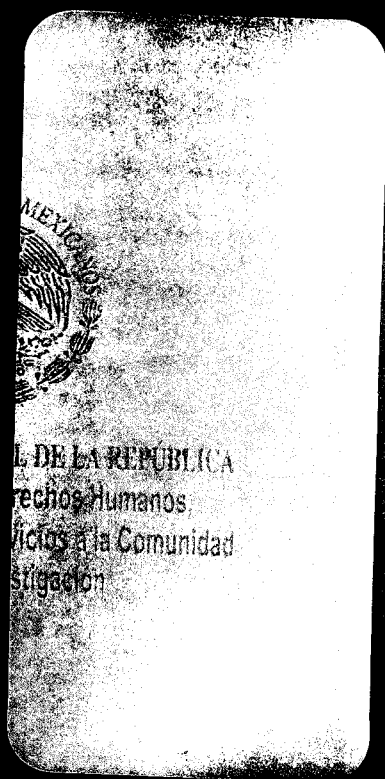 MEXICANOS
L DE LA REPÚBLICA
rechos Humanos
vicios a la Comunidad
stigación